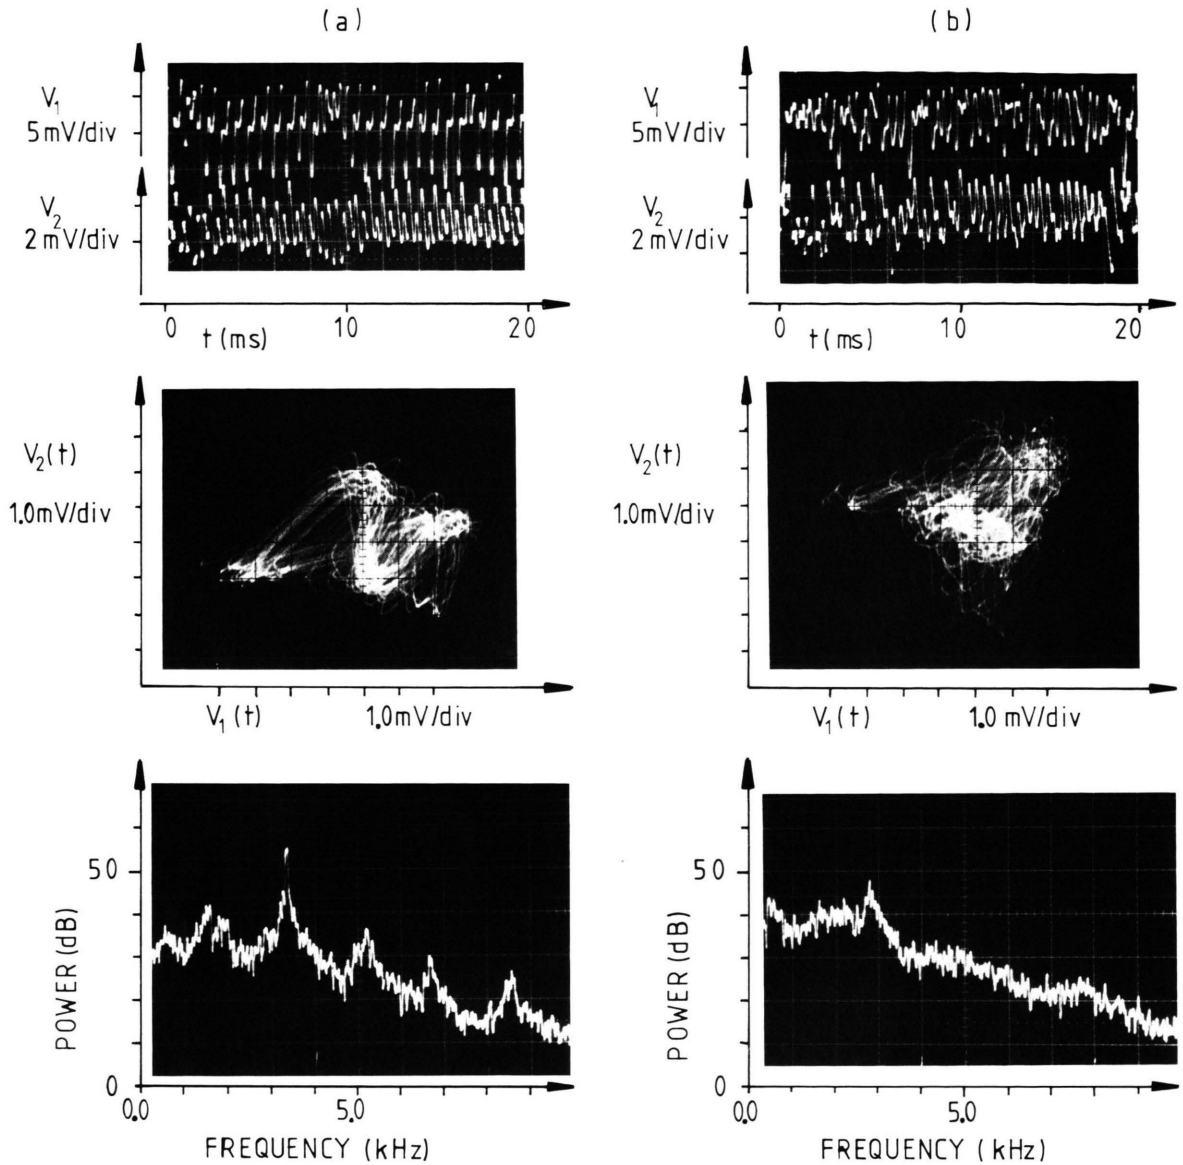 (a)
V₁
5mV/div
V₂
2mV/div
0
10
20
t(ms)
(b)
V₁
5mV/div
V₂
2mV/div
0
10
20
t(ms)
V₂(t)
1.0mV/div
V₁(t)
1.0mV/div
V₂(t)
1.0mV/div
V₁(t)
1.0 mV/div
50
POWER (dB)
0
0.0
5.0
FREQUENCY (kHz)
50
POWER (dB)
0
0.0
5.0
FREQUENCY (kHz)